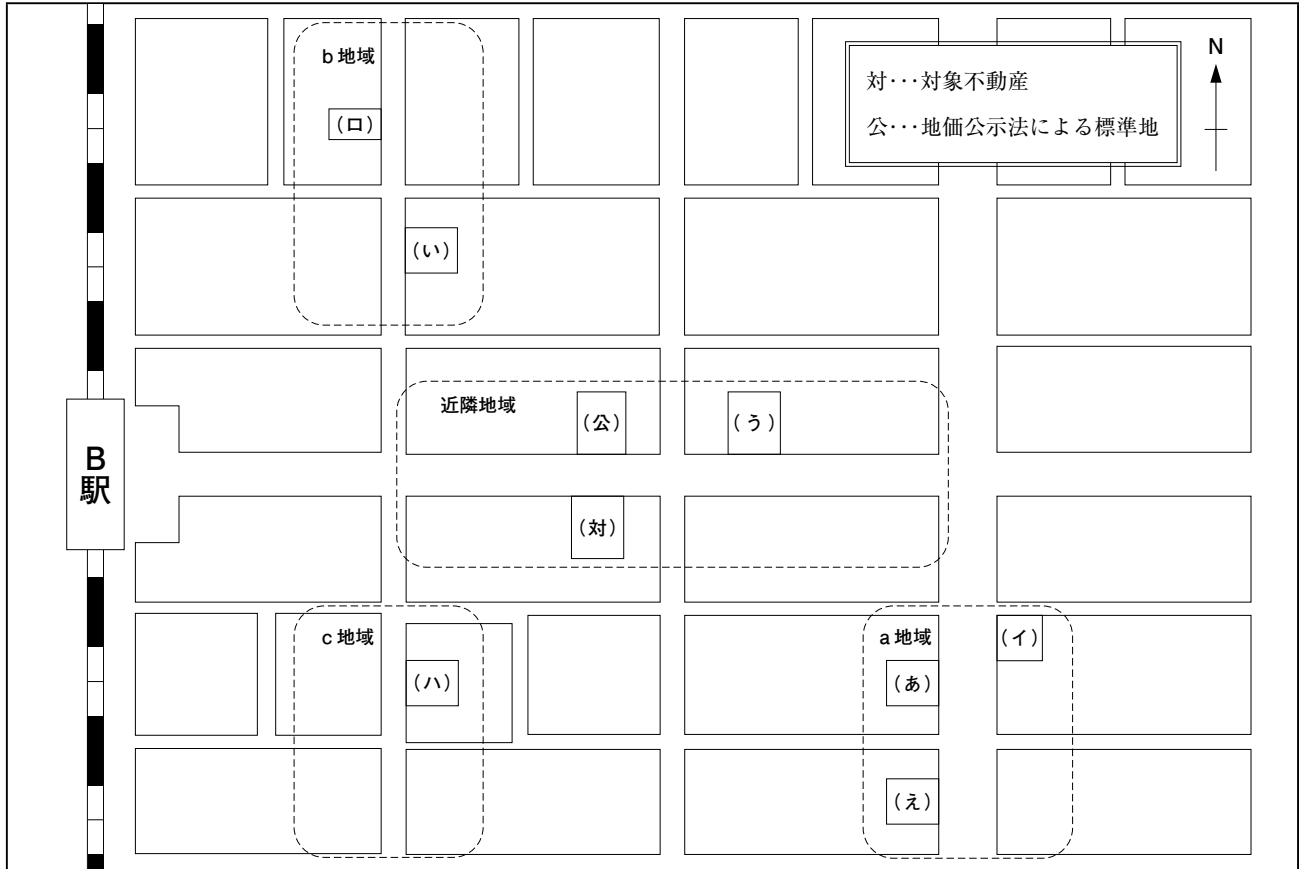 b 地域
N
対･･･対象不動産
公･･･地価公示法による標準地
（ロ）
（い）
近隣地域
（公）
（う）
B駅
（対）
c 地域
a 地域
（イ）
（ハ）
（あ）
（え）